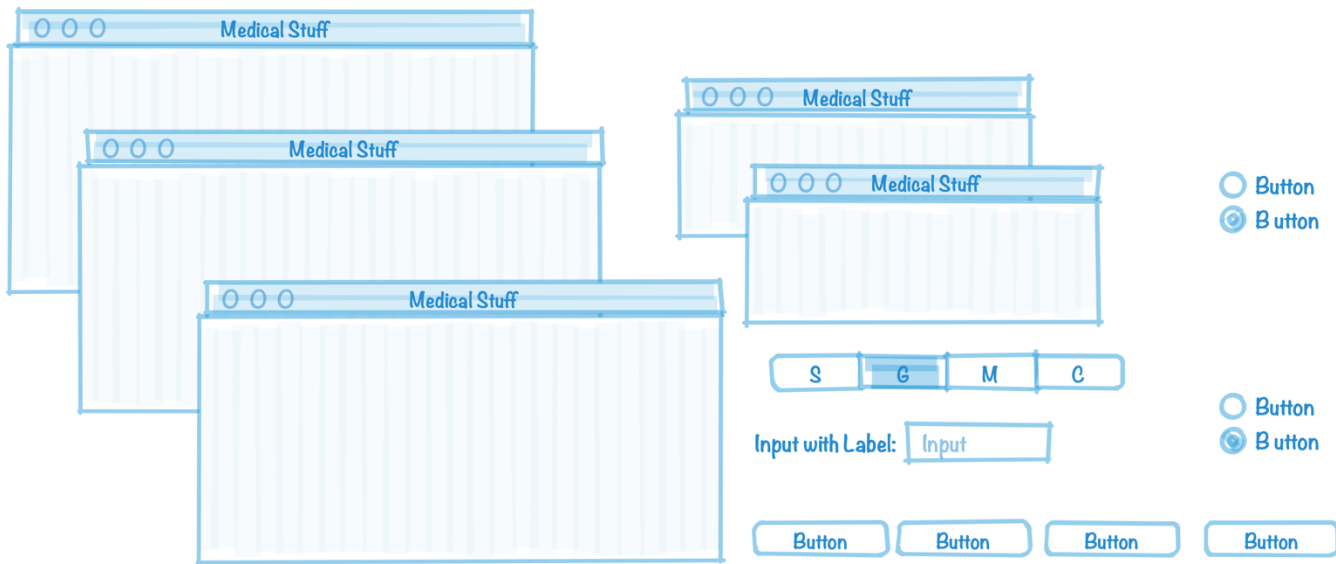 Medical Stuff
Medical Stuff
Medical Stuff
Medical Stuff
Medical Stuff
Button
B utton
S G M C
Input with Label: Input
Button
B utton
Button Button Button Button